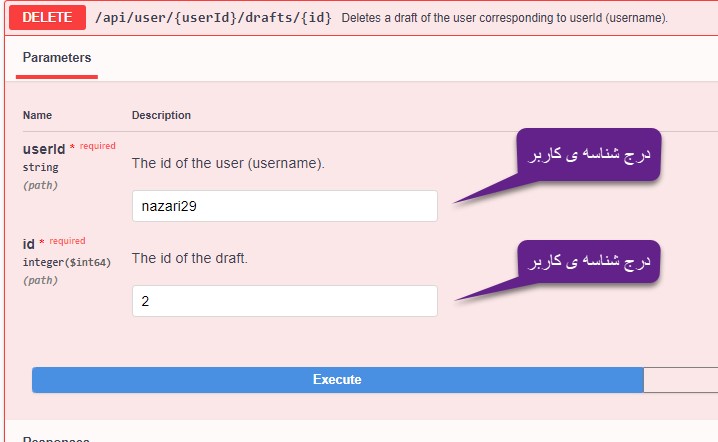 DELETE /api/user/{userId}/drafts/{id} Deletes a draft of the user corresponding to userId (username).
Parameters
Name Description
userId * required
string
(path)
The id of the user (username).
nazari29
درج شناسه ی کاربر
id * required
integer($int64)
(path)
The id of the draft.
2
درج شناسه ی کاربر
Execute
Responses